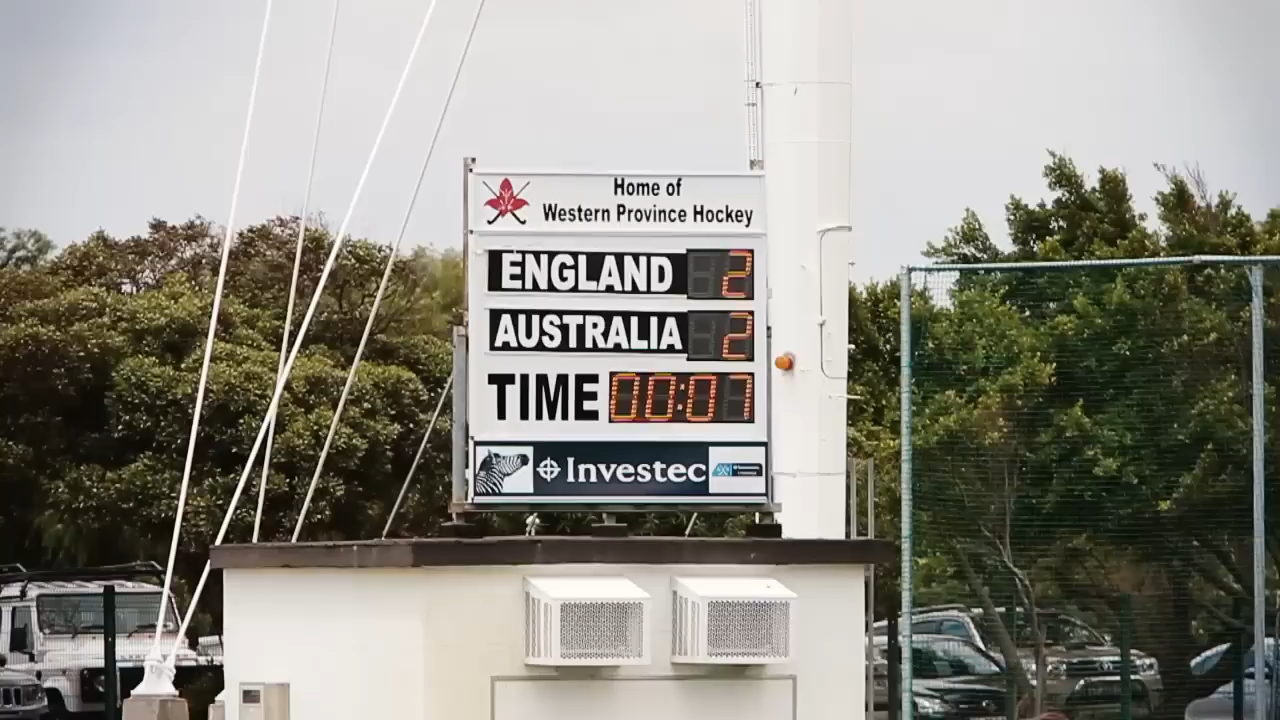 Home of
Western Province Hockey
ENGLAND 2
AUSTRALIA 2
TIME 00:07
Investec